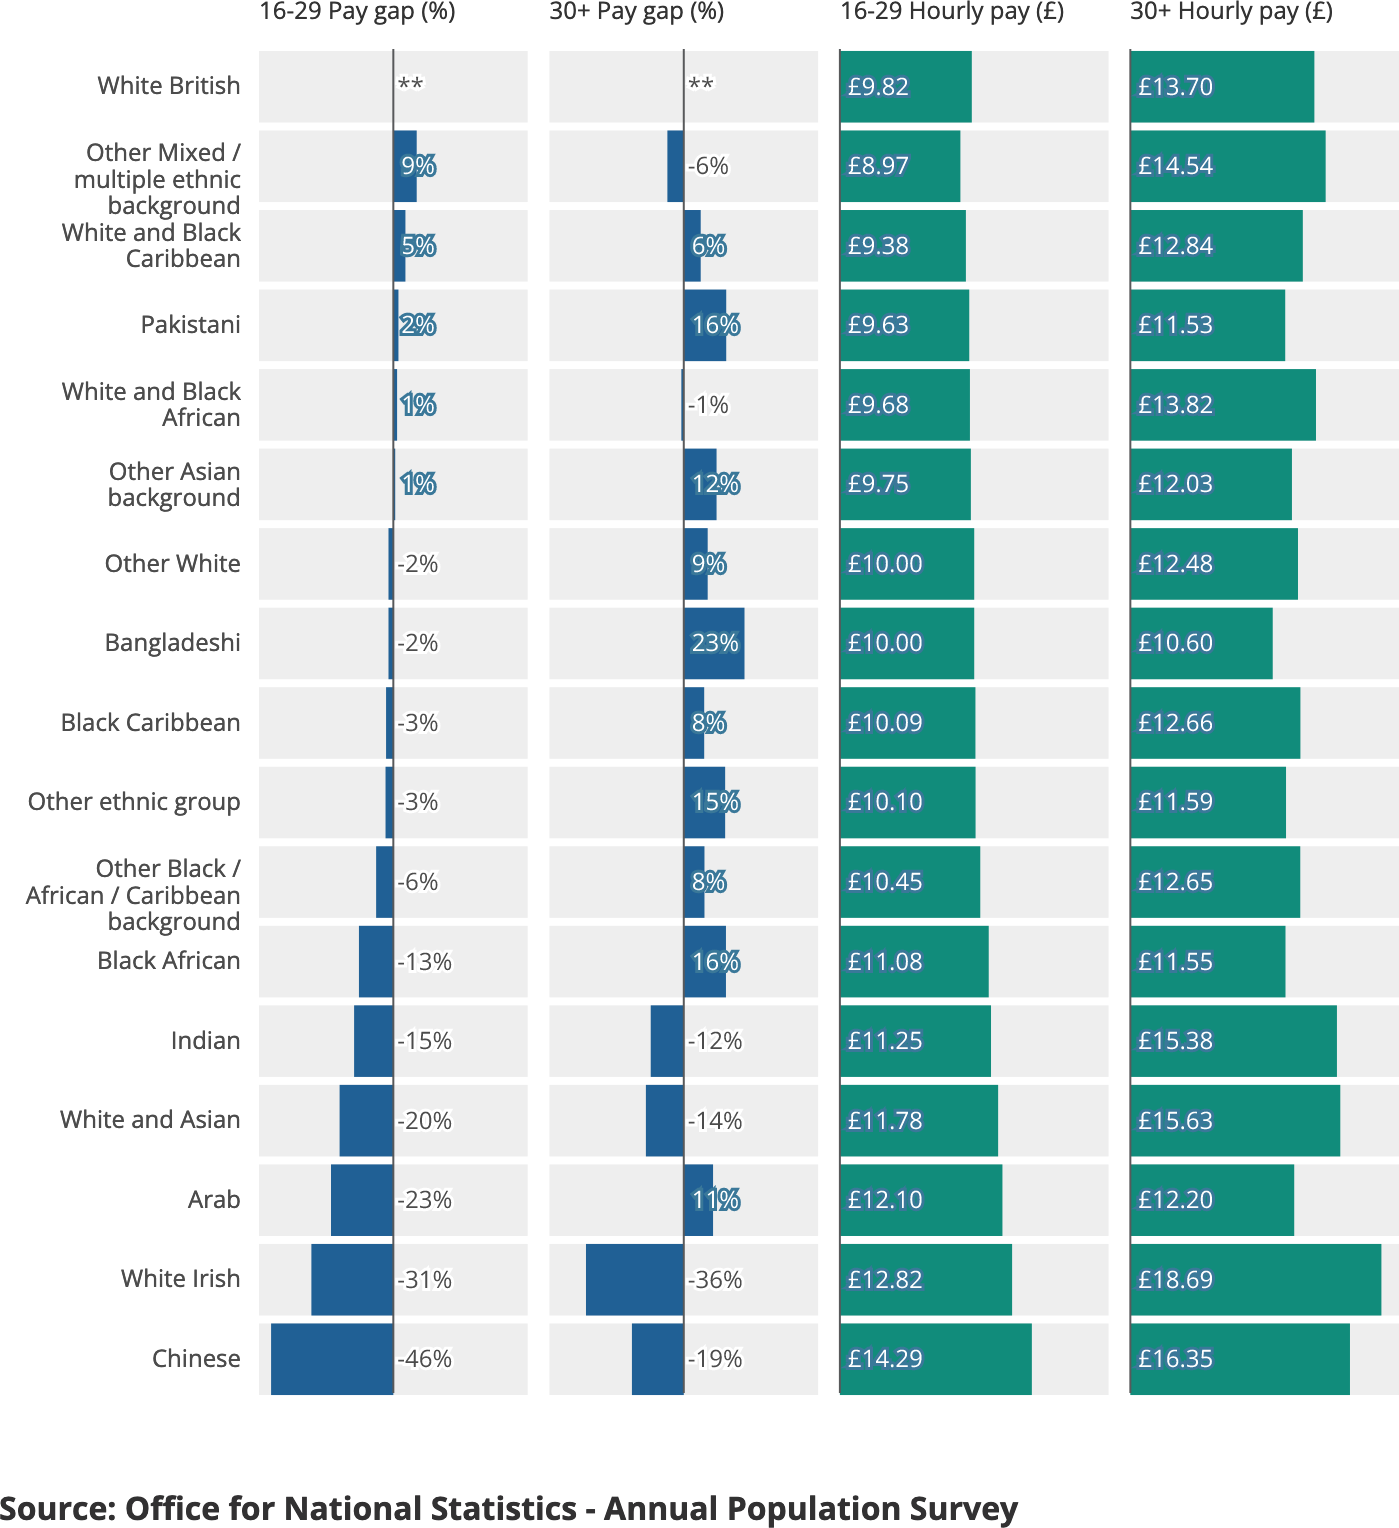 16-29 Pay gap (%) 30+ Pay gap (%) 16-29 Hourly pay (£) 30+ Hourly pay (£)
White British ** ** £9.82 £13.70
Other Mixed /
multiple ethnic
background
9% -6% £8.97 £14.54
White and Black
Caribbean
5% 6% £9.38 £12.84
Pakistani 2% 16% £9.63 £11.53
White and Black
African
1% -1% £9.68 £13.82
Other Asian
background
1% 12% £9.75 £12.03
Other White -2% 9% £10.00 £12.48
Bangladeshi -2% 23% £10.00 £10.60
Black Caribbean -3% 8% £10.09 £12.66
Other ethnic group -3% 15% £10.10 £11.59
Other Black /
African / Caribbean
background
-6% 8% £10.45 £12.65
Black African -13% 16% £11.08 £11.55
Indian -15% -12% £11.25 £15.38
White and Asian -20% -14% £11.78 £15.63
Arab -23% 11% £12.10 £12.20
White Irish -31% -36% £12.82 £18.69
Chinese -46% -19% £14.29 £16.35
Source: Office for National Statistics - Annual Population Survey